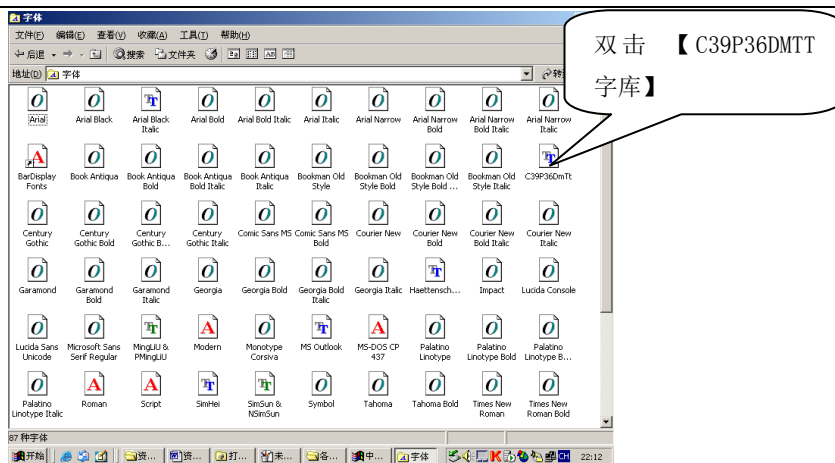 字体
文件(F) 编辑(E) 查看(V) 收藏(A) 工具(T) 帮助(H)
后退 搜索 文件夹
地址(D) 字体 转到
双击 【C39P36DMTT
字库】
Arial Arial Black Arial Black Italic Arial Bold Arial Bold Italic Arial Italic Arial Narrow Arial Narrow Bold Arial Narrow Bold Italic Arial Narrow Italic
BarDisplay Fonts Book Antiqua Book Antiqua Bold Book Antiqua Bold Italic Book Antiqua Italic Bookman Old Style Bookman Old Style Bold Bookman Old Style Bold ... Bookman Old Style Italic C39P36DmTt
Century Gothic Century Gothic Bold Century Gothic B... Century Gothic Italic Comic Sans MS Comic Sans MS Bold Courier New Courier New Bold Courier New Bold Italic Courier New Italic
Garamond Garamond Bold Garamond Italic Georgia Georgia Bold Georgia Bold Italic Georgia Italic Haettensch... Impact Lucida Console
Lucida Sans Unicode Microsoft Sans Serif Regular MingLiU & PMingLiU Modern Monotype Corsiva MS Outlook MS-DOS CP 437 Palatino Linotype Palatino Linotype Bold Palatino Linotype B...
Palatino Linotype Italic Roman Script SimHei SimSun & NSimSun Symbol Tahoma Tahoma Bold Times New Roman Times New Roman Bold
87 种字体
开始 资... 资... 打... 未... 各... 中... 字体 CH 22:12